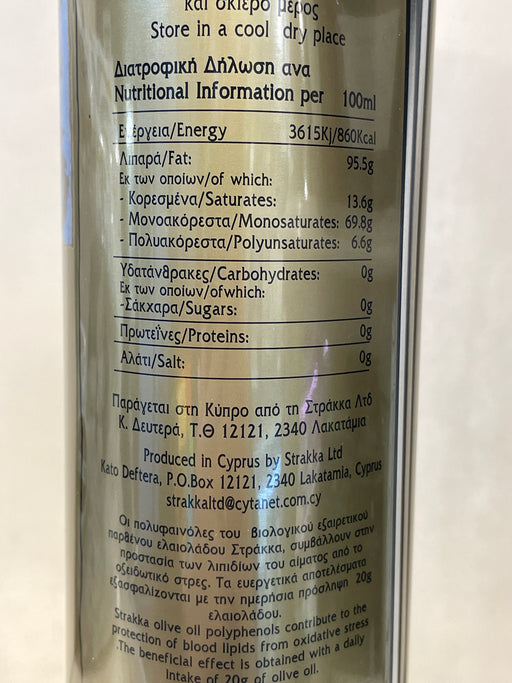 και σκιερό μέρος
Store in a cool dry place
Διατροφική Δήλωση ανα
Nutritional Information per 100ml
Ενέργεια/Energy 3615Kj/860Kcal
Λιπαρά/Fat: 95.5g
Εκ των οποίων/of which:
- Κορεσμένα/Saturates: 13.6g
- Μονοακόρεστα/Monosaturates: 69.8g
- Πολυακόρεστα/Polyunsaturates: 6.6g
Υδατάνθρακες/Carbohydrates: 0g
Εκ των οποίων/ofwhich:
-Σάκχαρα/Sugars: 0g
Πρωτεΐνες/Proteins: 0g
Αλάτι/Salt: 0g
Παράγεται στη Κύπρο από τη Στράκκα Λτδ
Κ. Δευτερά, Τ.Θ 12121, 2340 Λακατάμια
Produced in Cyprus by Strakka Ltd
Kato Deftera, P.O.Box 12121, 2340 Lakatamia, Cyprus
strakkaltd@cytanet.com.cy
Οι πολυφαινόλες του βιολογικού εξαιρετικού
παρθένου ελαιολάδου Στράκκα, συμβάλλουν στην
προστασία των λιπιδίων του αίματος από το
οξειδωτικό στρες. Τα ευεργετικά αποτελέσματα
εξασφαλίζονται με την ημερήσια πρόσληψη 20g
ελαιολάδου.
Strakka olive oil polyphenols contribute to the
protection of blood lipids from oxidative stress
.The beneficial effect is obtained with a daily
intake of 20g of olive oil.